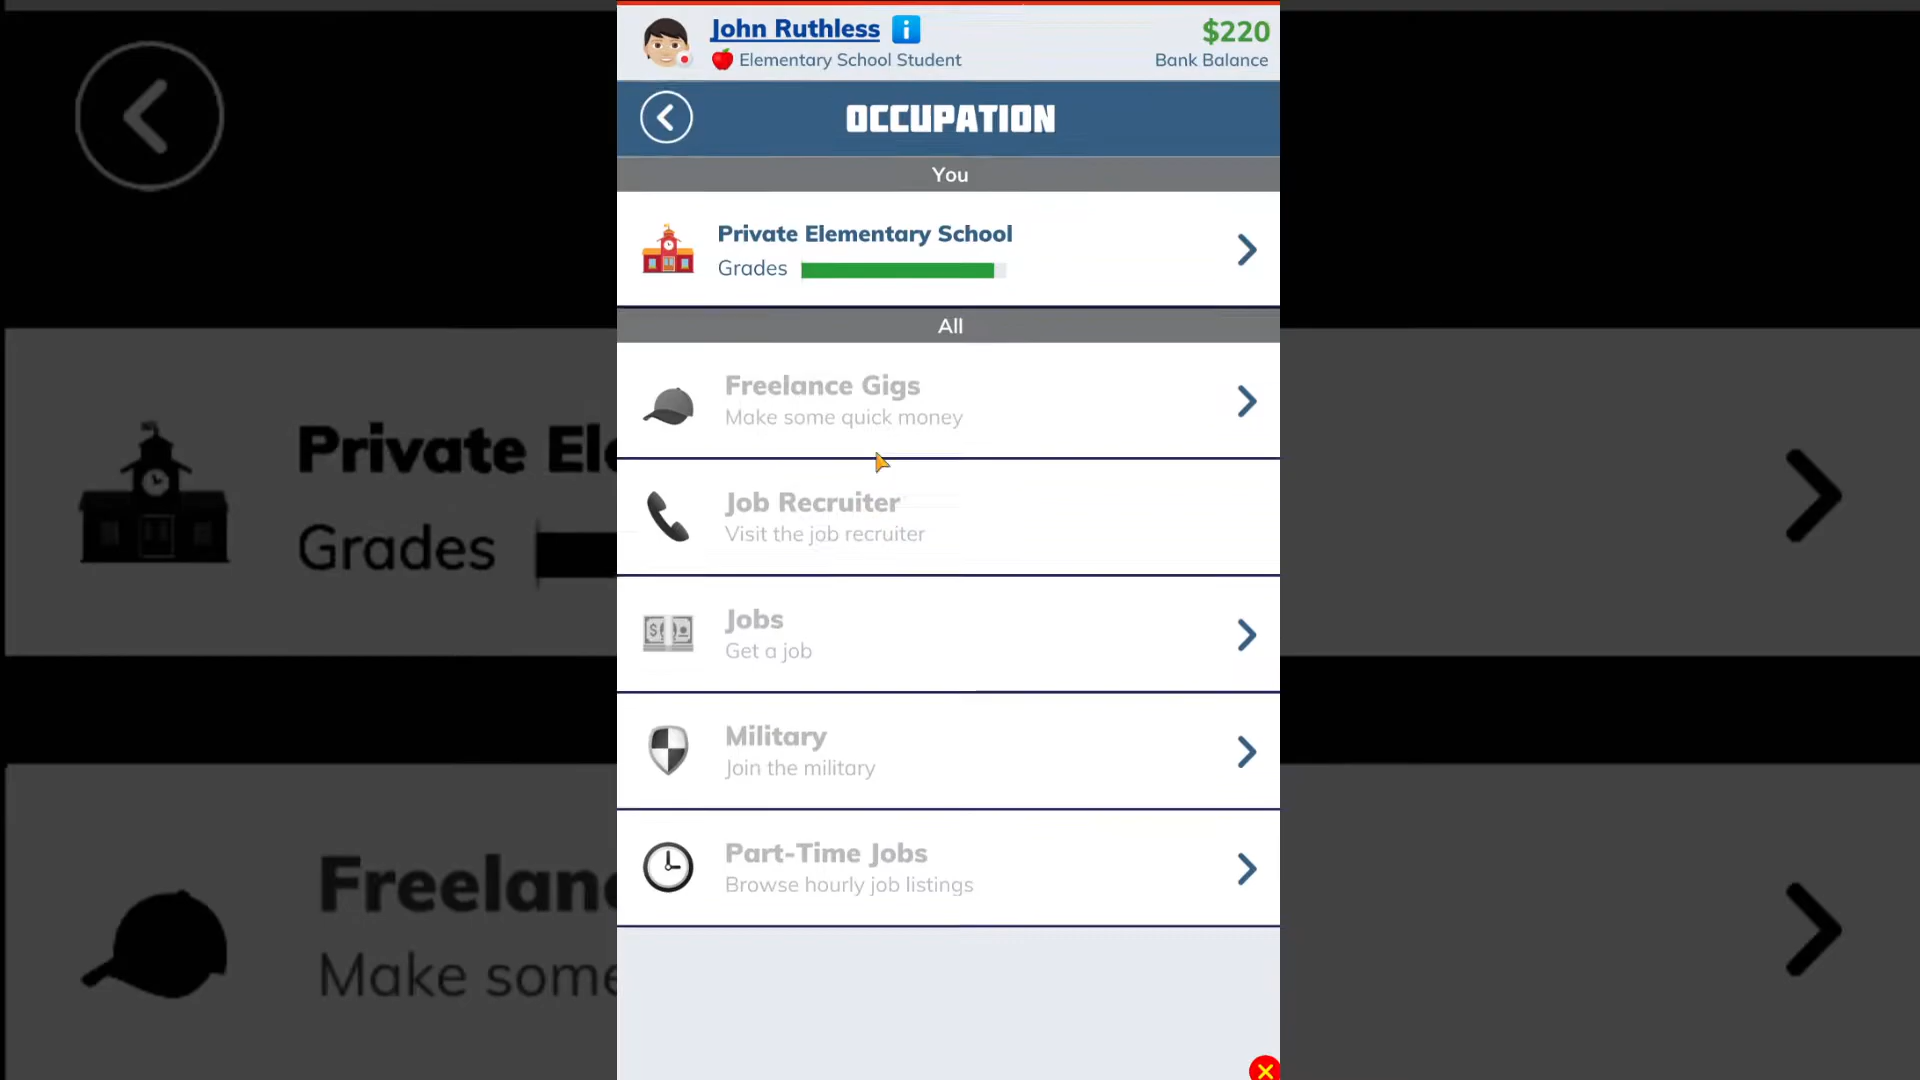 John Ruthless
$220
Elementary School Student
Bank Balance
OCCUPATION
You
Private Elementary School
Grades
All
Freelance Gigs
Make some quick money
Job Recruiter
Visit the job recruiter
Jobs
Get a job
Military
Join the military
Part-Time Jobs
Browse hourly job listings
Private El
Grades
Freelan
Make some